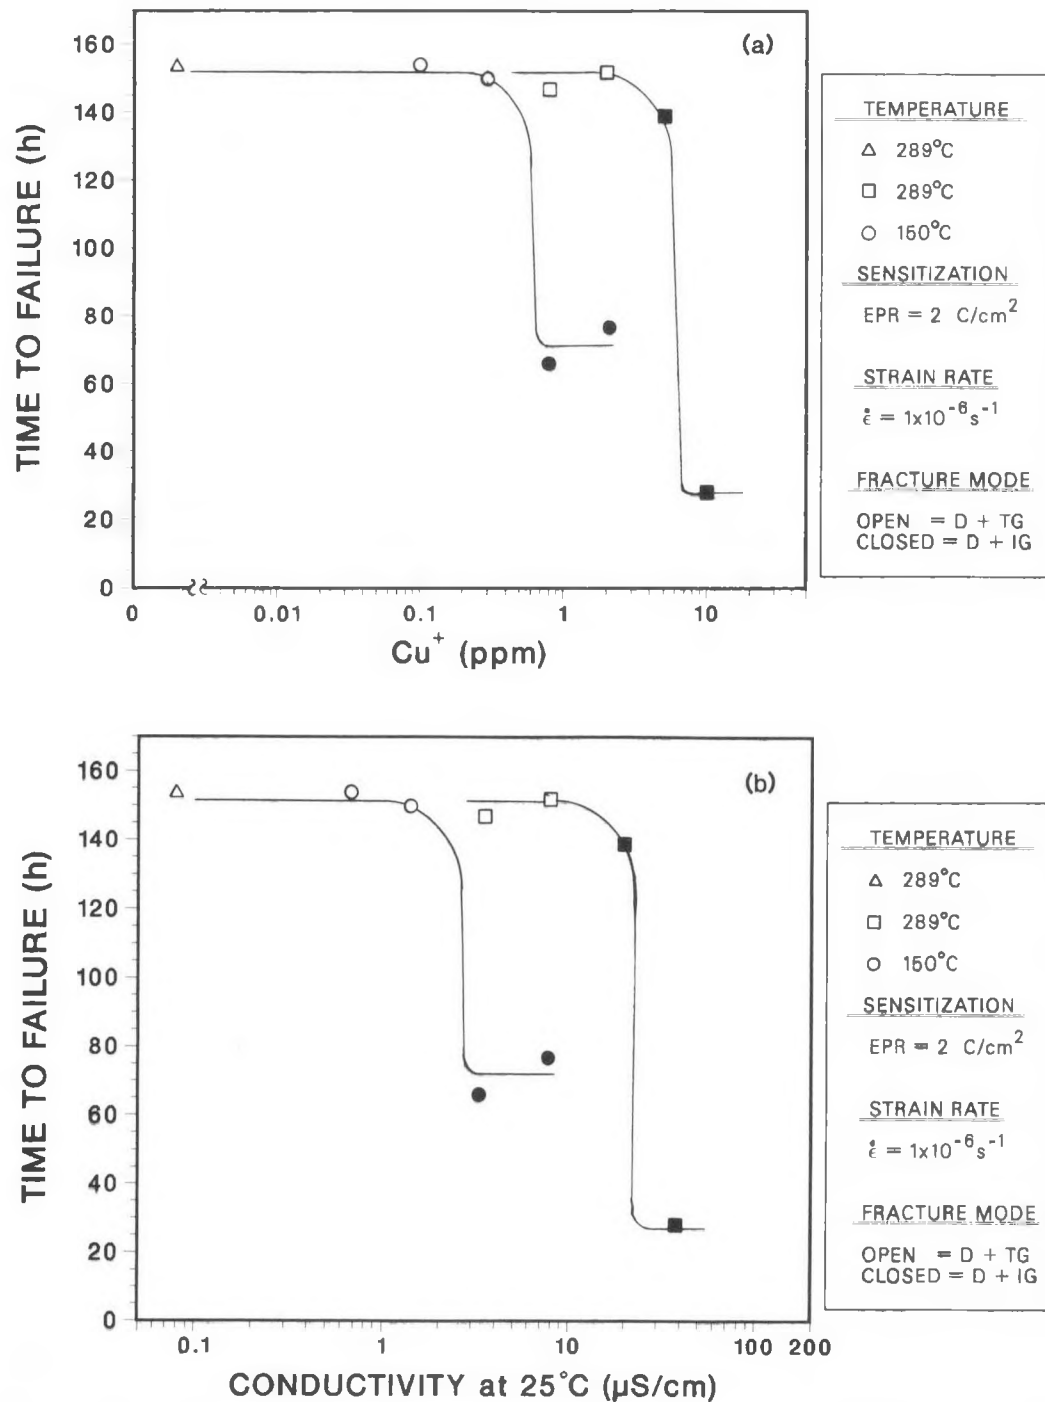 (a)
TIME TO FAILURE (h)
160
140
120
100
80
60
40
20
0
0 0.01 0.1 1 10
Cu⁺ (ppm)
TEMPERATURE
△ 289°C
□ 289°C
○ 150°C
SENSITIZATION
EPR = 2 C/cm²
STRAIN RATE
ε̇ = 1x10⁻⁶s⁻¹
FRACTURE MODE
OPEN = D + TG
CLOSED = D + IG
(b)
TIME TO FAILURE (h)
160
140
120
100
80
60
40
20
0
0.1 1 10 100 200
CONDUCTIVITY at 25°C (µS/cm)
TEMPERATURE
△ 289°C
□ 289°C
○ 150°C
SENSITIZATION
EPR = 2 C/cm²
STRAIN RATE
ε̇ = 1x10⁻⁶s⁻¹
FRACTURE MODE
OPEN = D + TG
CLOSED = D + IG